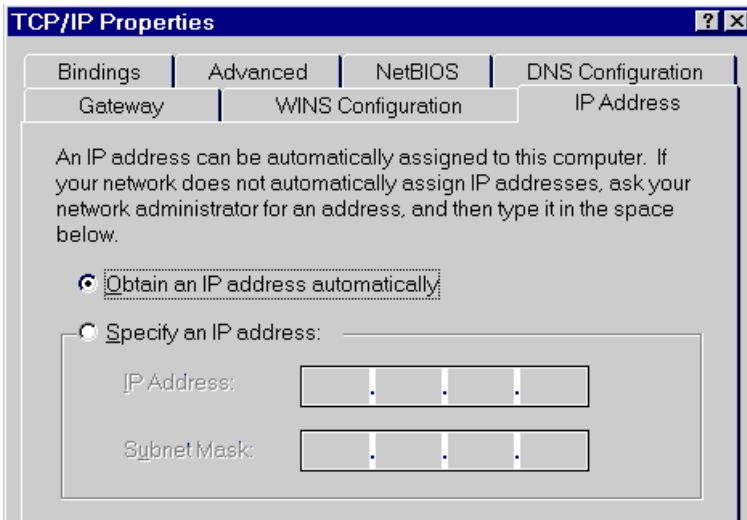 TCP/IP Properties
Bindings Advanced NetBIOS DNS Configuration
Gateway WINS Configuration IP Address
An IP address can be automatically assigned to this computer. If
your network does not automatically assign IP addresses, ask your
network administrator for an address, and then type it in the space
below.
Obtain an IP address automatically
Specify an IP address:
IP Address:
Subnet Mask: